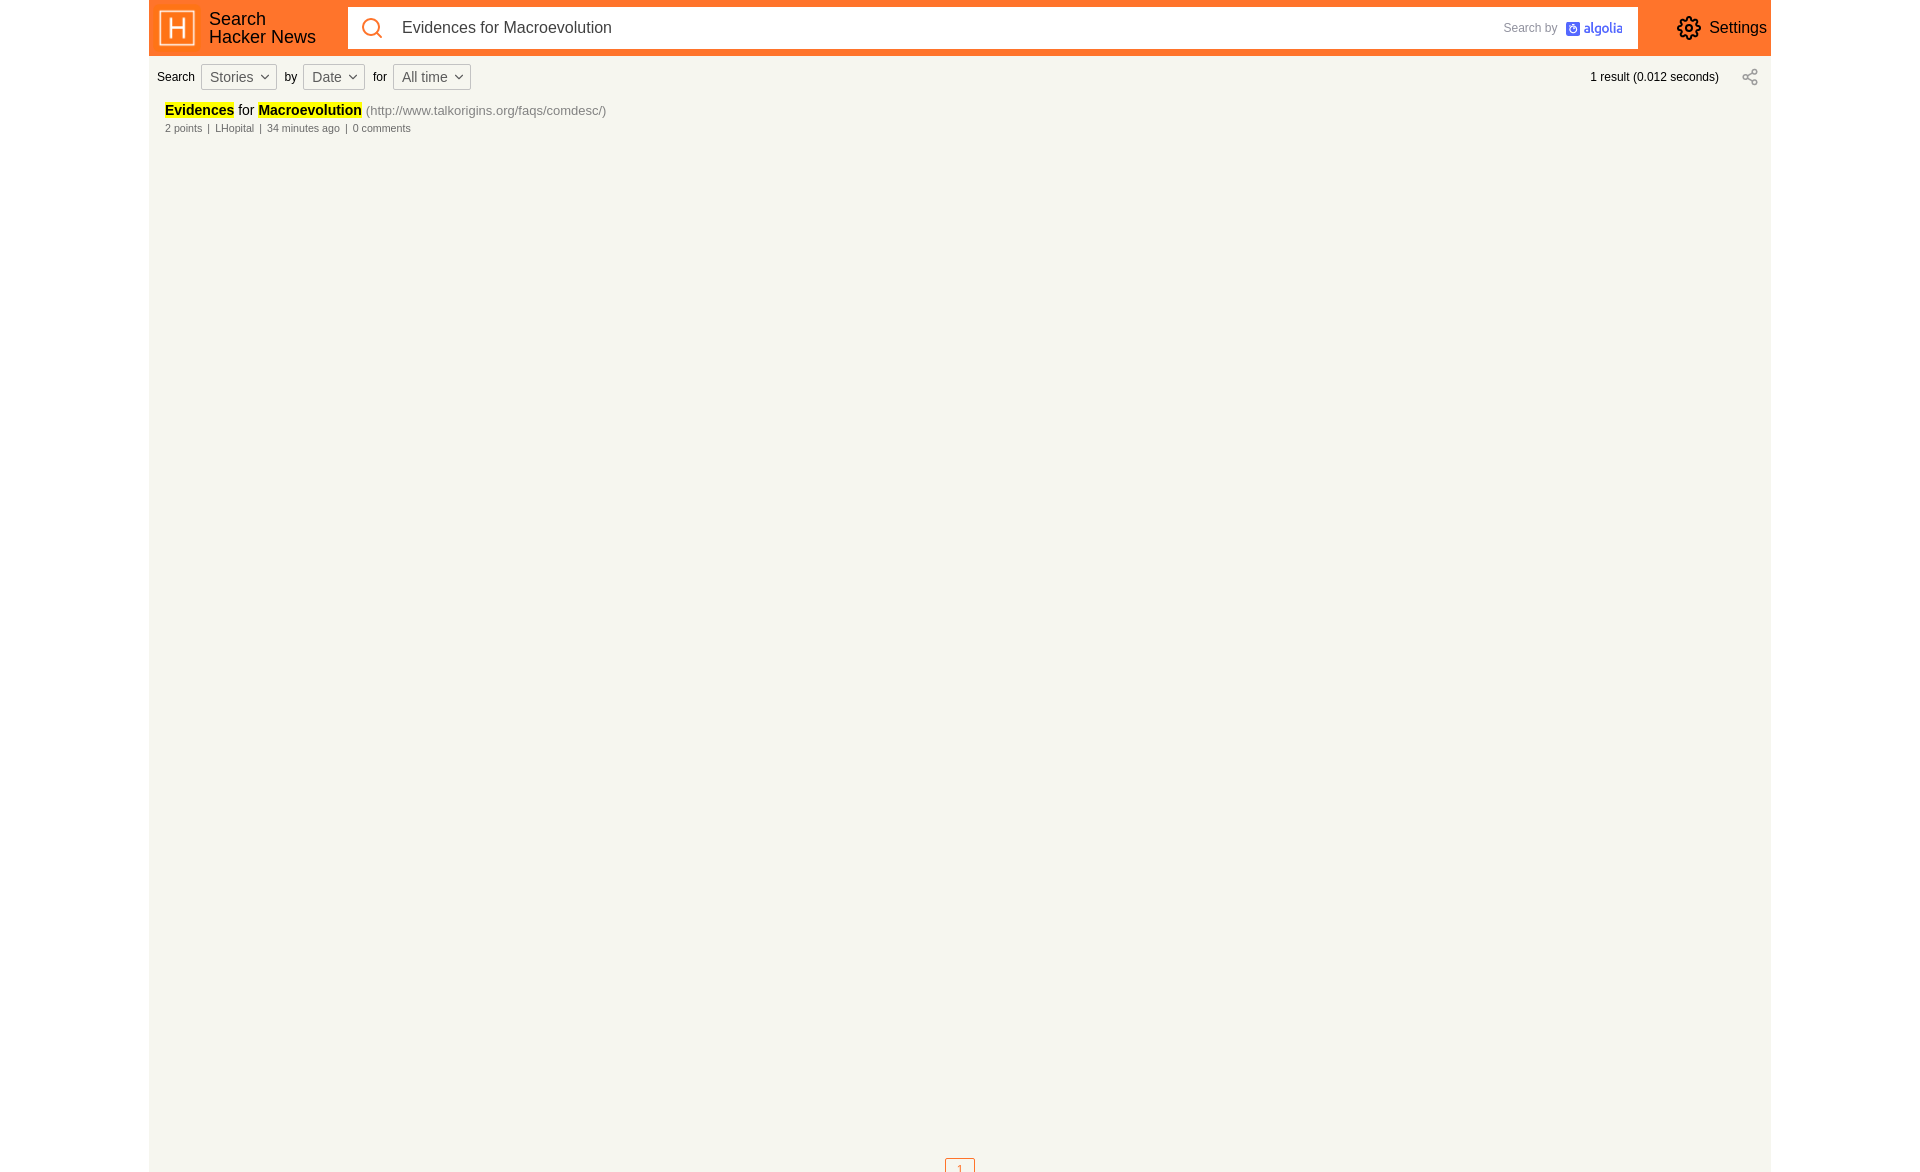 Search
Hacker News
Evidences for Macroevolution
Search by algolia
Settings
Search Stories by Date for All time
1 result (0.012 seconds)
Evidences for Macroevolution (http://www.talkorigins.org/faqs/comdesc/)
2 points | LHopital | 34 minutes ago | 0 comments
1